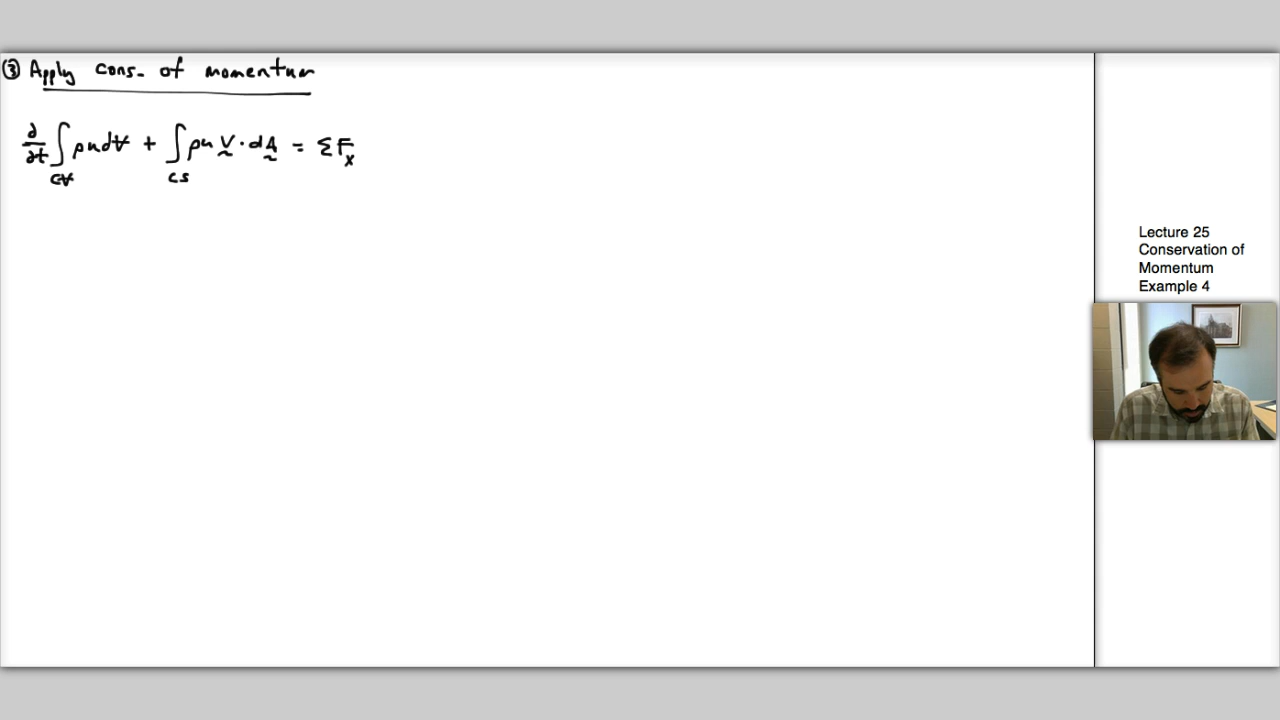 ③ Apply cons. of momentum
∂/∂t ∫_CV ρu dV + ∫_CS ρu V · dA = ΣF_x
Lecture 25
Conservation of
Momentum
Example 4